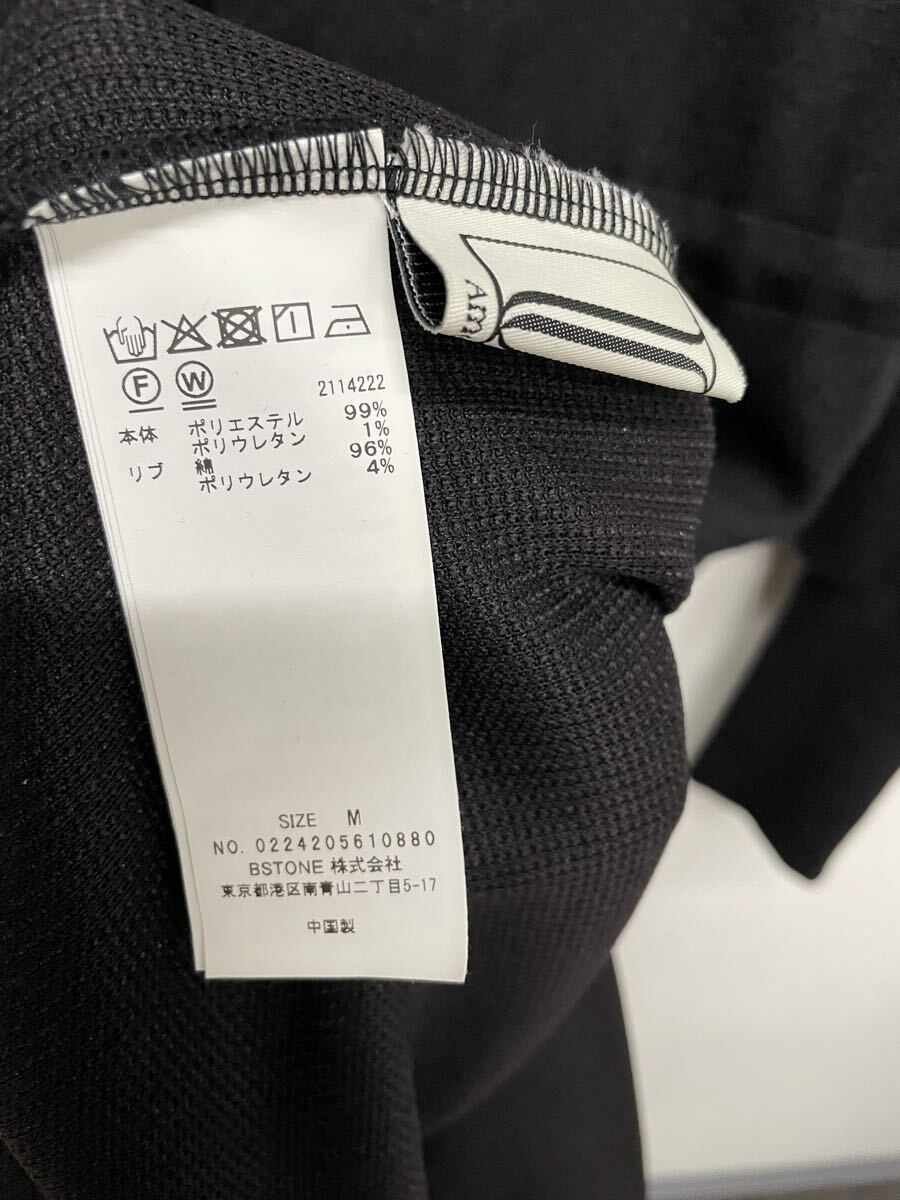 Am
F W
2114222
本体 ポリエステル 99%
ポリウレタン 1%
リブ 綿 96%
ポリウレタン 4%
SIZE M
NO. 0224205610880
BSTONE 株式会社
東京都港区南青山二丁目5-17
中国製